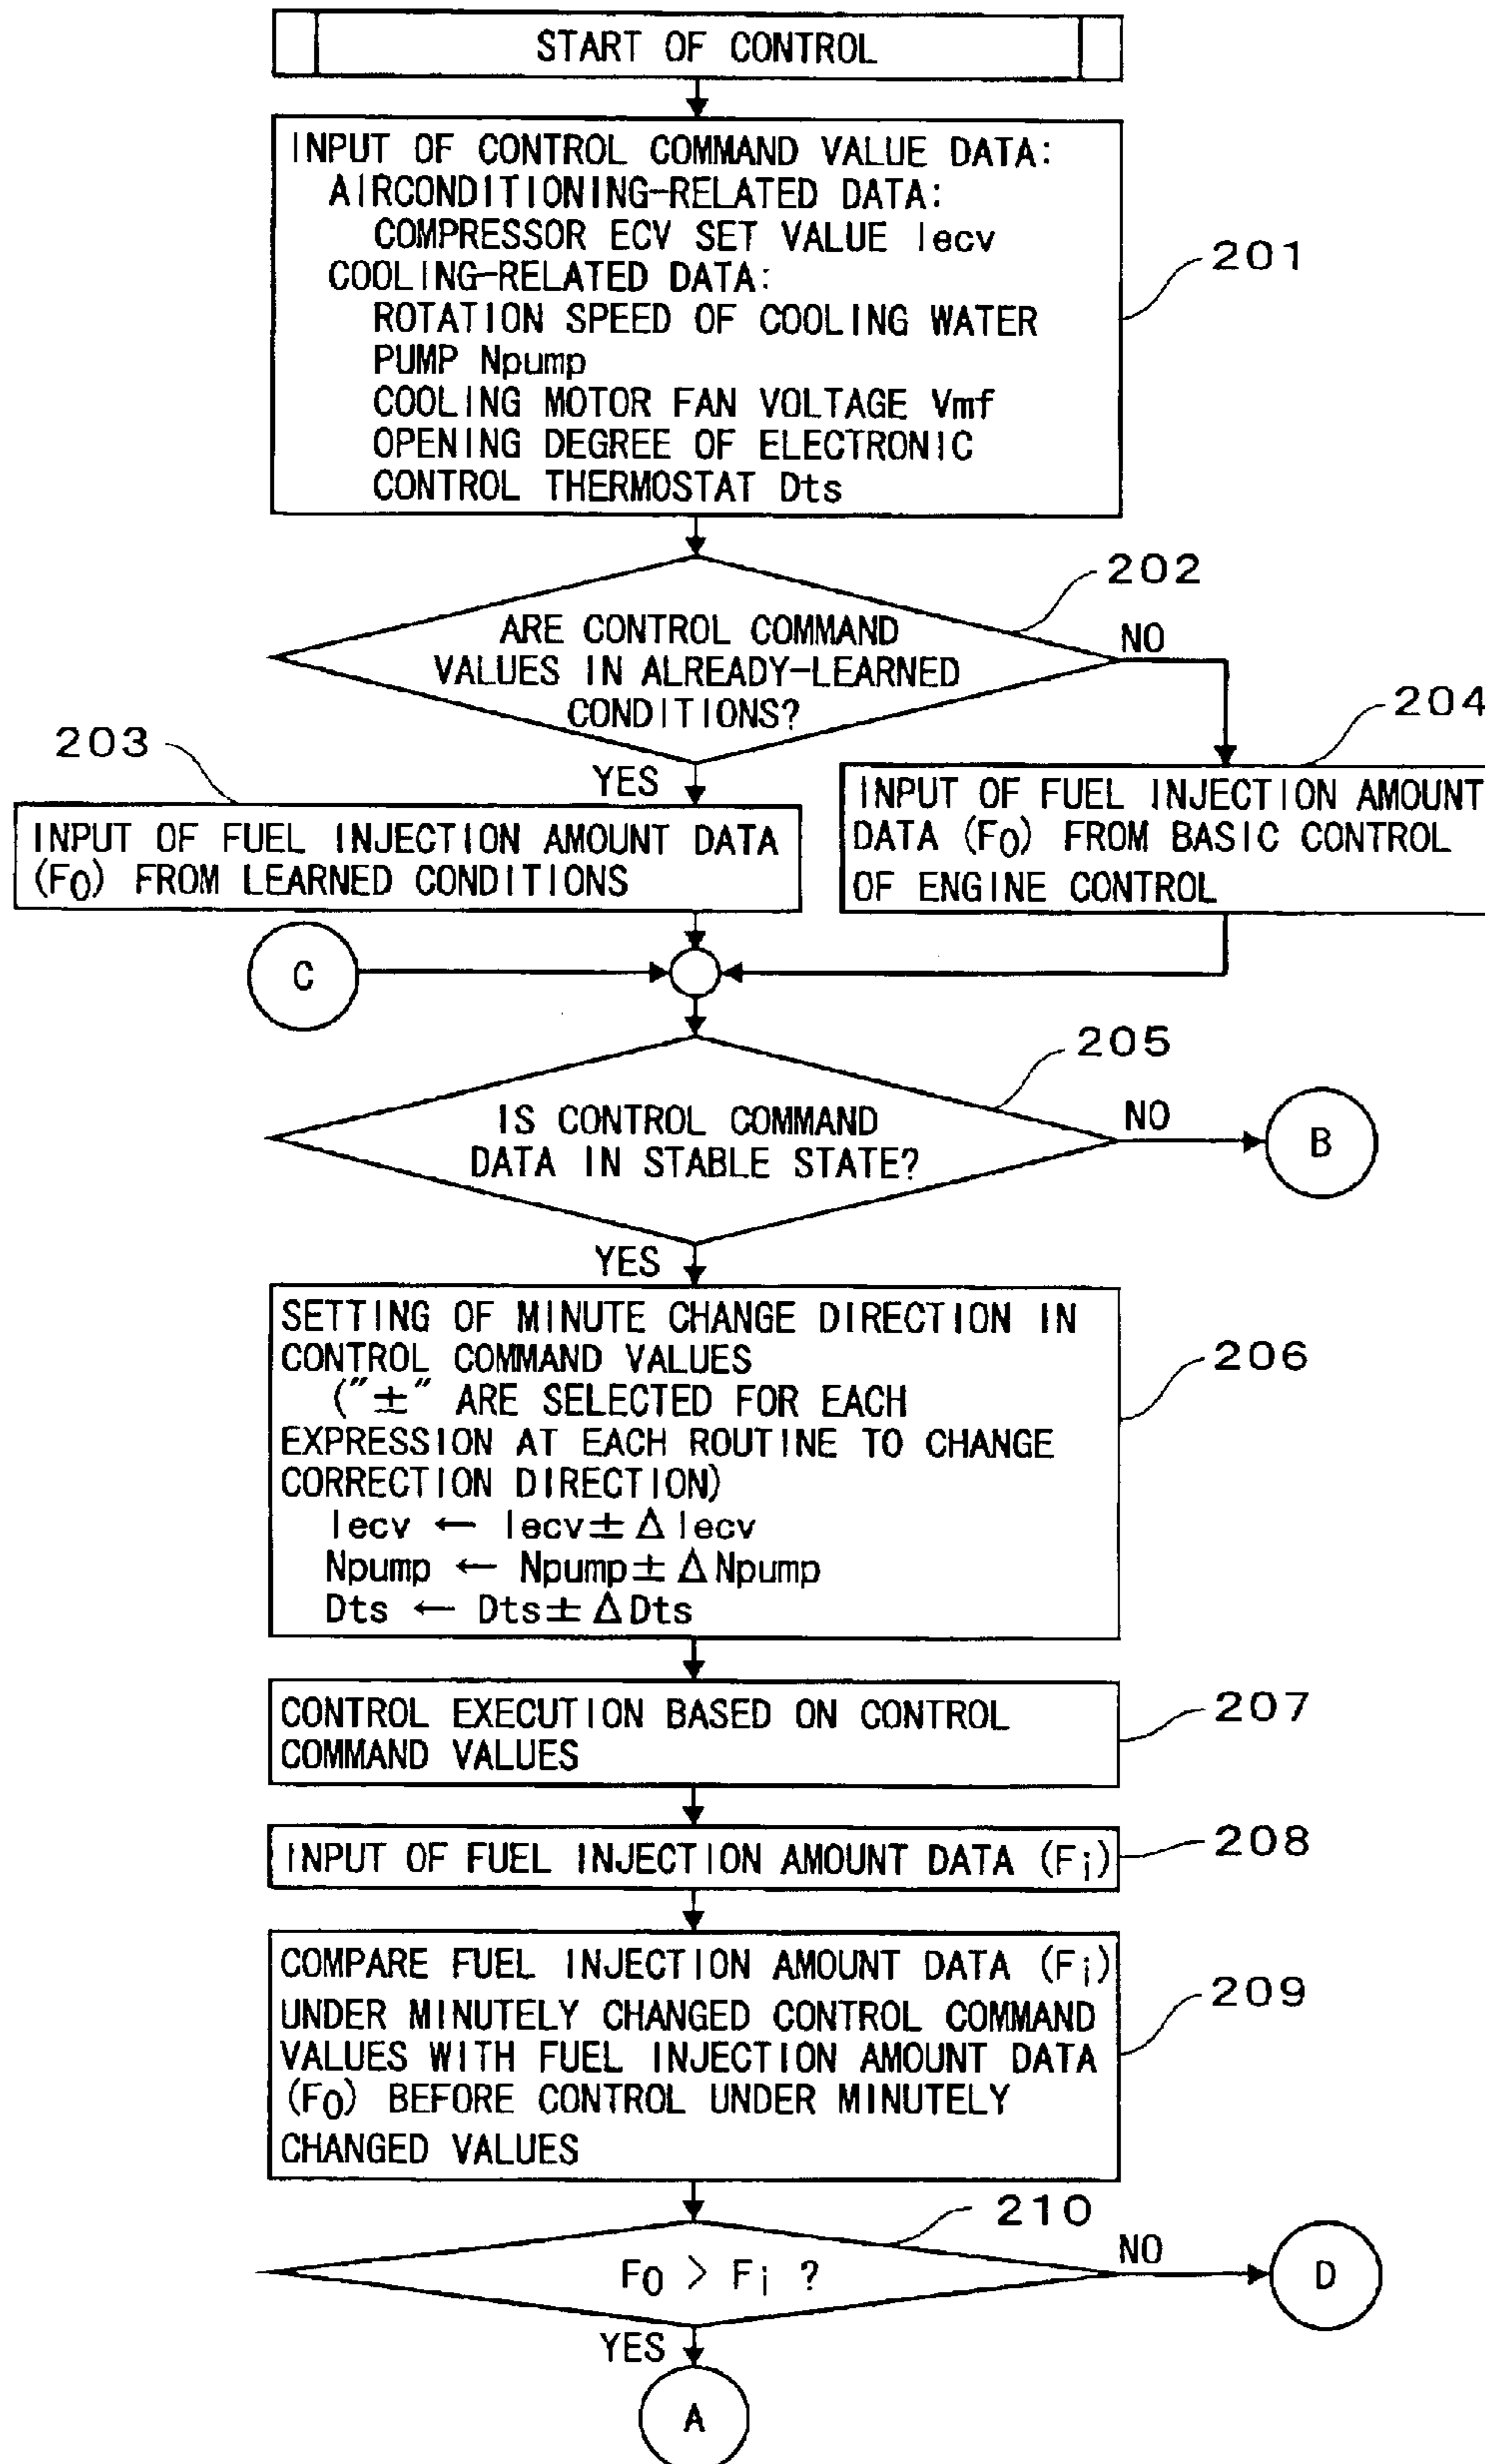 START OF CONTROL
INPUT OF CONTROL COMMAND VALUE DATA:
AIRCONDITIONING-RELATED DATA:
COMPRESSOR ECV SET VALUE Iecv
COOLING-RELATED DATA:
ROTATION SPEED OF COOLING WATER
PUMP Npump
COOLING MOTOR FAN VOLTAGE Vmf
OPENING DEGREE OF ELECTRONIC
CONTROL THERMOSTAT Dts
201
202
ARE CONTROL COMMAND
VALUES IN ALREADY-LEARNED
CONDITIONS?
NO
YES
203
INPUT OF FUEL INJECTION AMOUNT DATA
(F0) FROM LEARNED CONDITIONS
204
INPUT OF FUEL INJECTION AMOUNT
DATA (F0) FROM BASIC CONTROL
OF ENGINE CONTROL
C
205
IS CONTROL COMMAND
DATA IN STABLE STATE?
NO
B
YES
SETTING OF MINUTE CHANGE DIRECTION IN
CONTROL COMMAND VALUES
("±" ARE SELECTED FOR EACH
EXPRESSION AT EACH ROUTINE TO CHANGE
CORRECTION DIRECTION)
Iecv ← Iecv±ΔIecv
Npump ← Npump±ΔNpump
Dts ← Dts±ΔDts
206
CONTROL EXECUTION BASED ON CONTROL
COMMAND VALUES
207
INPUT OF FUEL INJECTION AMOUNT DATA (Fi)
208
COMPARE FUEL INJECTION AMOUNT DATA (Fi)
UNDER MINUTELY CHANGED CONTROL COMMAND
VALUES WITH FUEL INJECTION AMOUNT DATA
(F0) BEFORE CONTROL UNDER MINUTELY
CHANGED VALUES
209
210
F0 > Fi ?
NO
D
YES
A